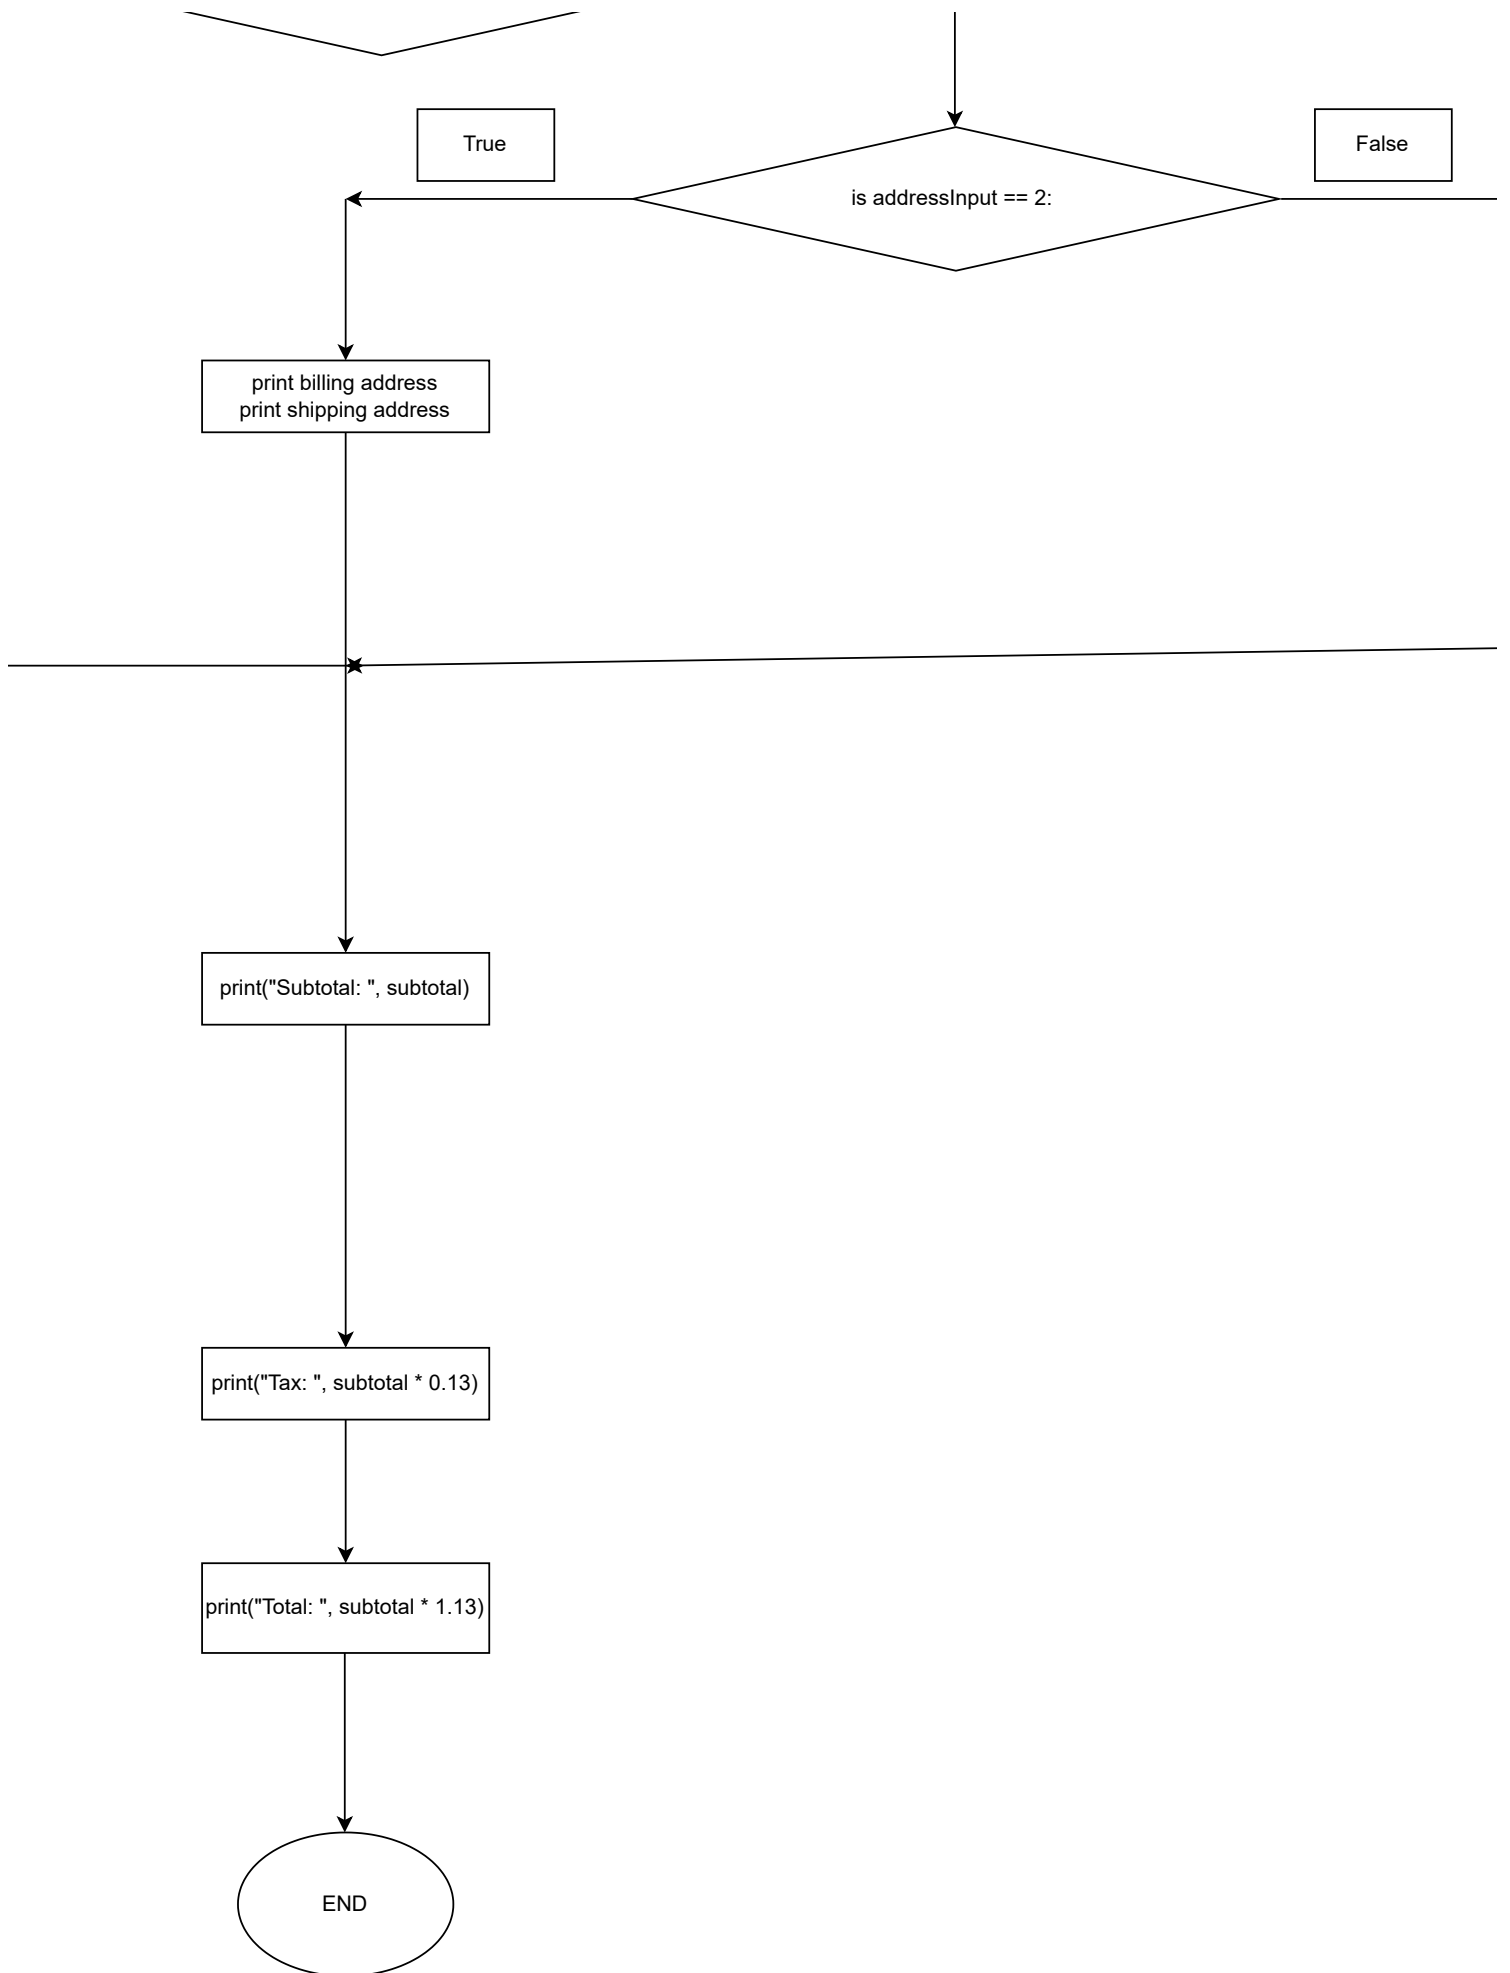 True
False
is addressInput == 2:
print billing address
print shipping address
print("Subtotal: ", subtotal)
print("Tax: ", subtotal * 0.13)
print("Total: ", subtotal * 1.13)
END